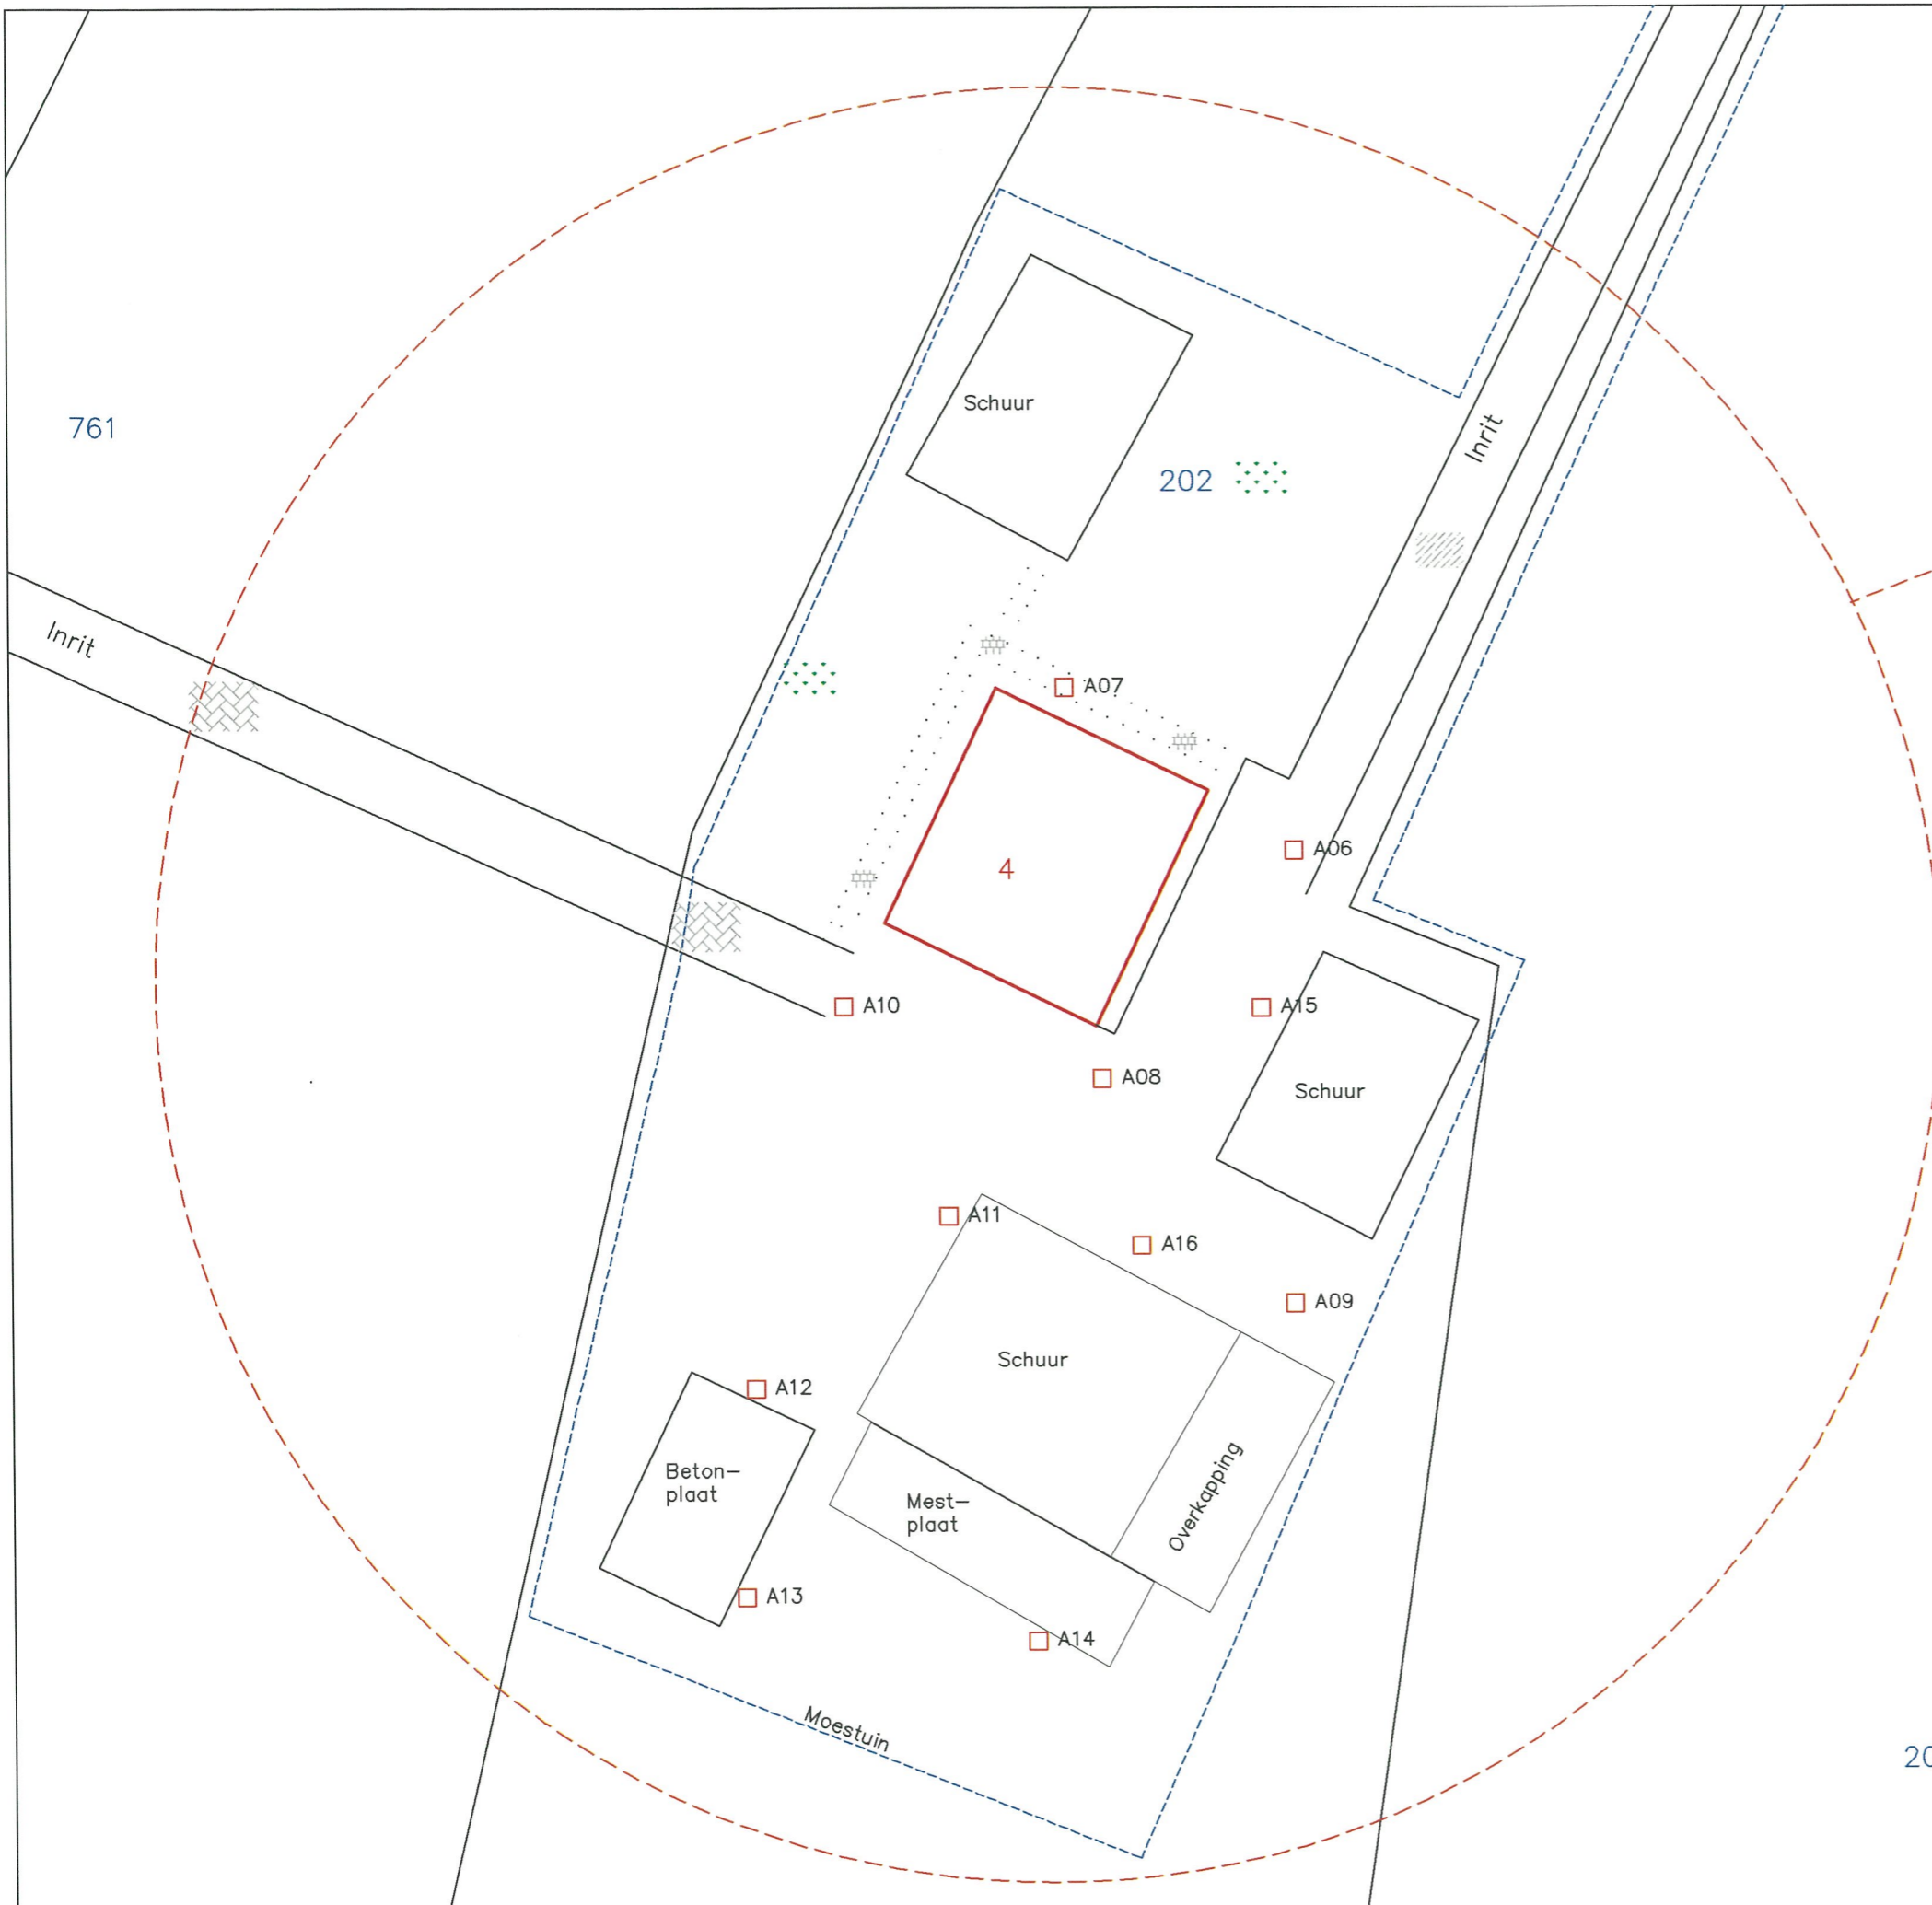 Schuur
761
Inrit
202
Inrit
A07
A06
4
A10
A15
A08
Schuur
A11
A16
A09
Schuur
A12
Beton–
plaat
Mest–
plaat
Overkapping
A13
A14
Moestuin